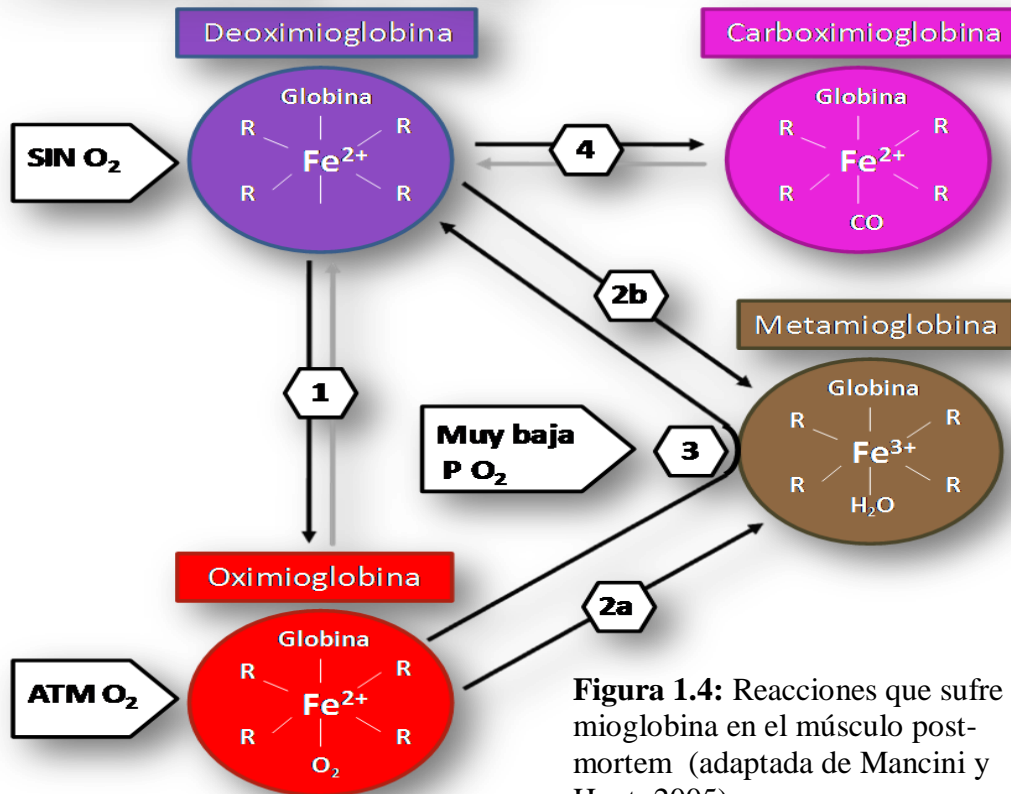 Deoximioglobina
Carboximioglobina
SIN O₂
Globina
R R
Fe²⁺
R R
4
Globina
R R
Fe²⁺
R R
CO
2b
Metamioglobina
1
Muy baja
P O₂
3
Globina
R R
Fe³⁺
R R
H₂O
Oximioglobina
2a
ATM O₂
Globina
R R
Fe²⁺
R R
O₂
Figura 1.4: Reacciones que sufre
mioglobina en el músculo post-
mortem (adaptada de Mancini y
2005)